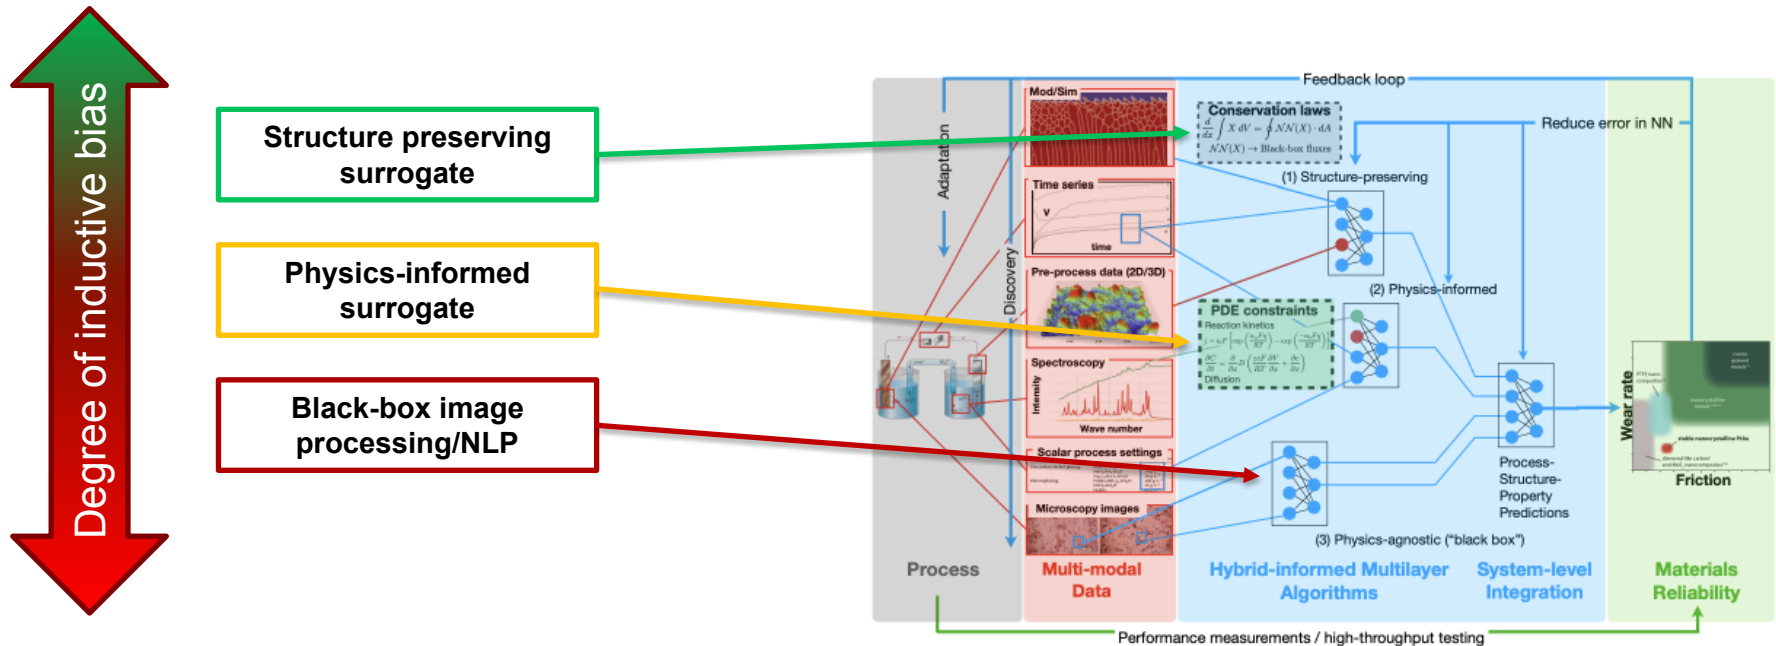 Degree of inductive bias
Structure preserving
surrogate
Physics-informed
surrogate
Black-box image
processing/NLP
Feedback loop
Adaptation
Discovery
Mod/Sim
Time series
V
time
Pre-process data (2D/3D)
Spectroscopy
Intensity
Wave number
Scalar process settings
Microscopy images
Conservation laws
d/dx ∫ X dV = ∮ NN(X) · dA
NN(X) → Black-box fluxes
Reduce error in NN
(1) Structure-preserving
(2) Physics-informed
PDE constraints
Reaction kinetics
Diffusion
(3) Physics-agnostic ("black box")
Process-
Structure-
Property
Predictions
Wear rate
Friction
Process
Multi-modal
Data
Hybrid-informed Multilayer
Algorithms
System-level
Integration
Materials
Reliability
Performance measurements / high-throughput testing